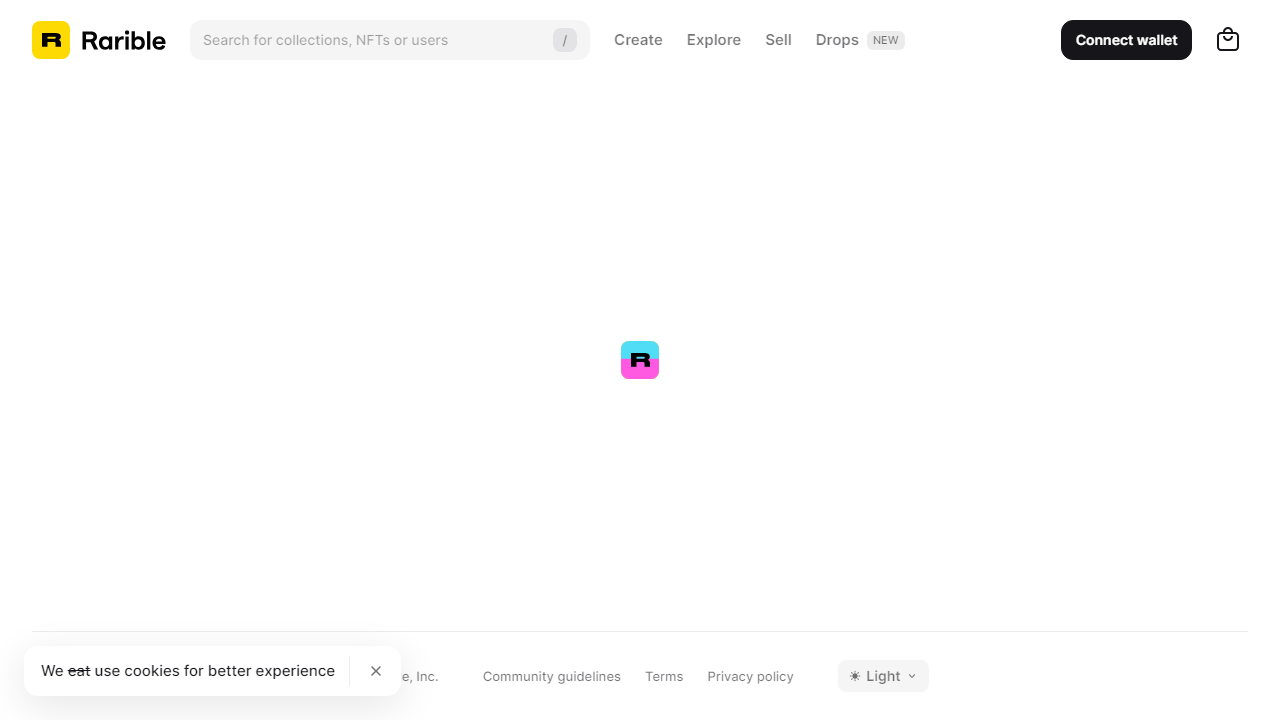 R Rarible
Search for collections, NFTs or users /
Create Explore Sell Drops NEW
Connect wallet
R
We eat use cookies for better experience
e, Inc. Community guidelines Terms Privacy policy Light